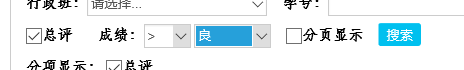 行政班: 请选择... 学号:
总评 成绩: > 良 分页显示 搜索
分项显示: 总评